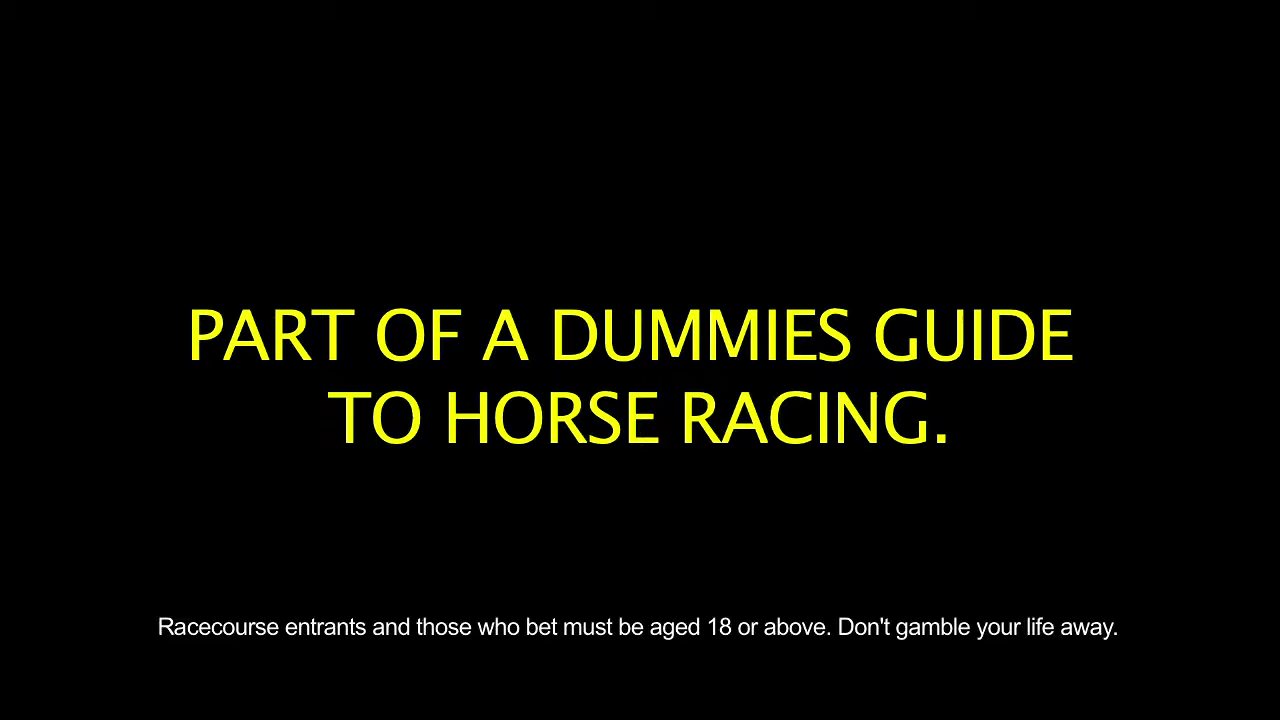 PART OF A DUMMIES GUIDE
TO HORSE RACING.
Racecourse entrants and those who bet must be aged 18 or above. Don't gamble your life away.